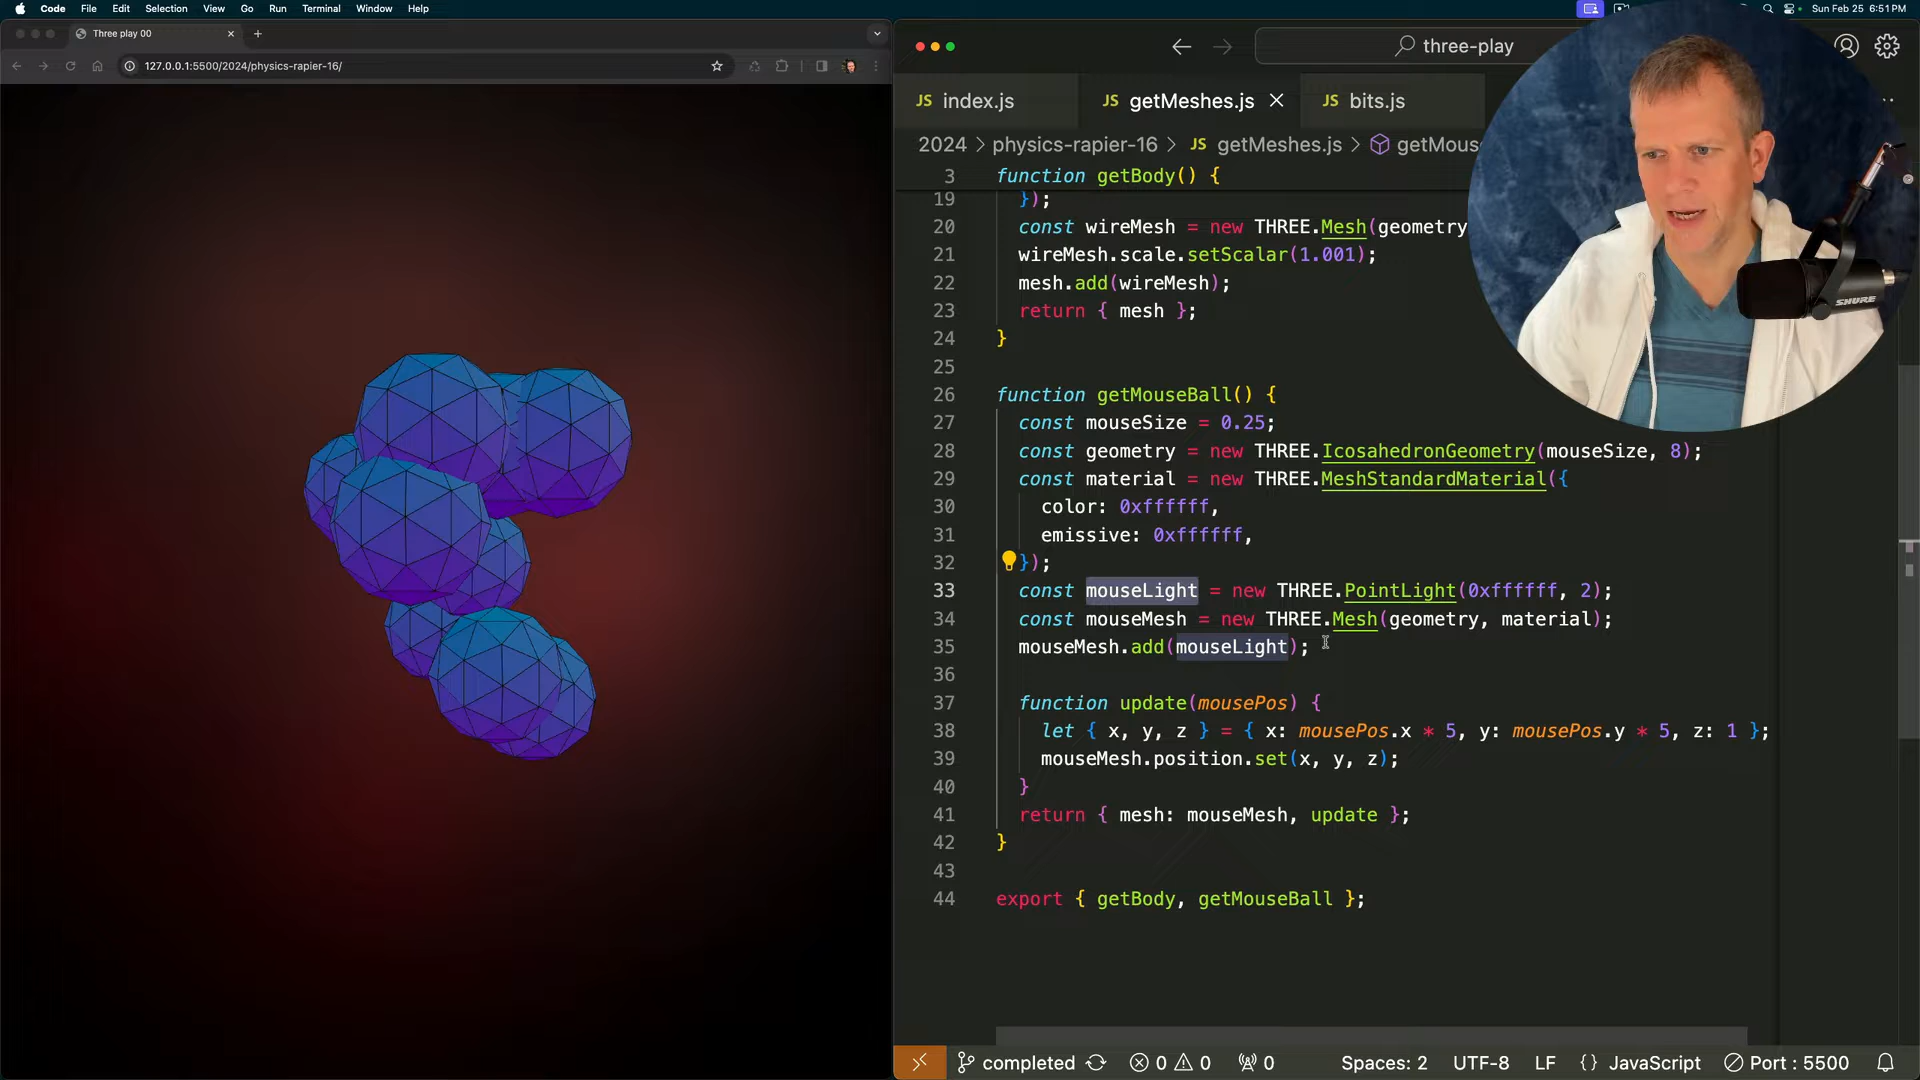 Code File Edit Selection View Go Run Terminal Window Help
Sun Feb 25 6:51 PM
Three play 00
127.0.0.1:5500/2024/physics-rapier-16/
three-play
JS index.js
JS getMeshes.js
JS bits.js
2024 > physics-rapier-16 > JS getMeshes.js > getMous
3 function getBody() {
19 });
20 const wireMesh = new THREE.Mesh(geometry
21 wireMesh.scale.setScalar(1.001);
22 mesh.add(wireMesh);
23 return { mesh };
24 }
25
26 function getMouseBall() {
27 const mouseSize = 0.25;
28 const geometry = new THREE.IcosahedronGeometry(mouseSize, 8);
29 const material = new THREE.MeshStandardMaterial({
30 color: 0xffffff,
31 emissive: 0xffffff,
32 });
33 const mouseLight = new THREE.PointLight(0xffffff, 2);
34 const mouseMesh = new THREE.Mesh(geometry, material);
35 mouseMesh.add(mouseLight);
36
37 function update(mousePos) {
38 let { x, y, z } = { x: mousePos.x * 5, y: mousePos.y * 5, z: 1 };
39 mouseMesh.position.set(x, y, z);
40 }
41 return { mesh: mouseMesh, update };
42 }
43
44 export { getBody, getMouseBall };
SHURE
completed 0 0 0 Spaces: 2 UTF-8 LF {} JavaScript Port : 5500